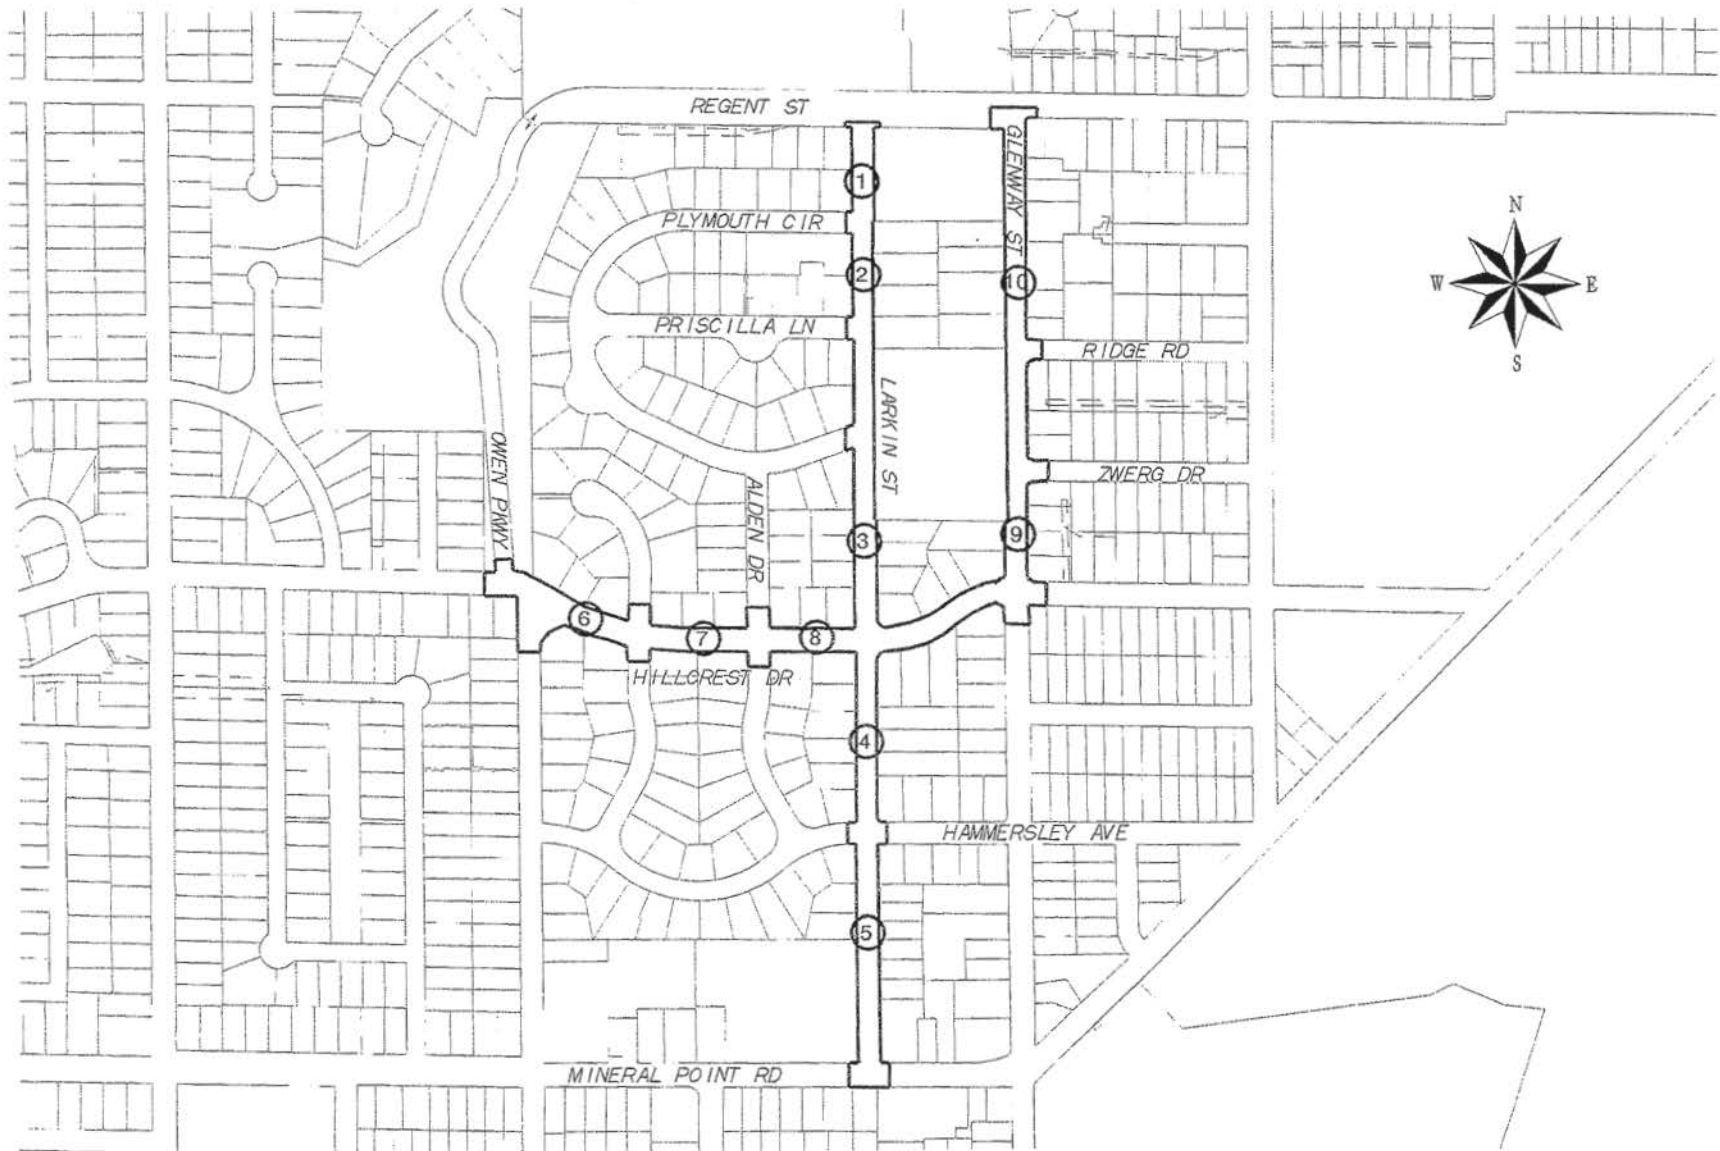 REGENT ST
GLENWAY ST
1
N
PLYMOUTH CIR
2
10
W
E
PRISCILLA LN
RIDGE RD
S
LARKIN ST
OWEN PKWY
ZWERG DR
ALDEN DR
3
9
6
7
8
HILLCREST DR
4
HAMMERSLEY AVE
5
MINERAL POINT RD